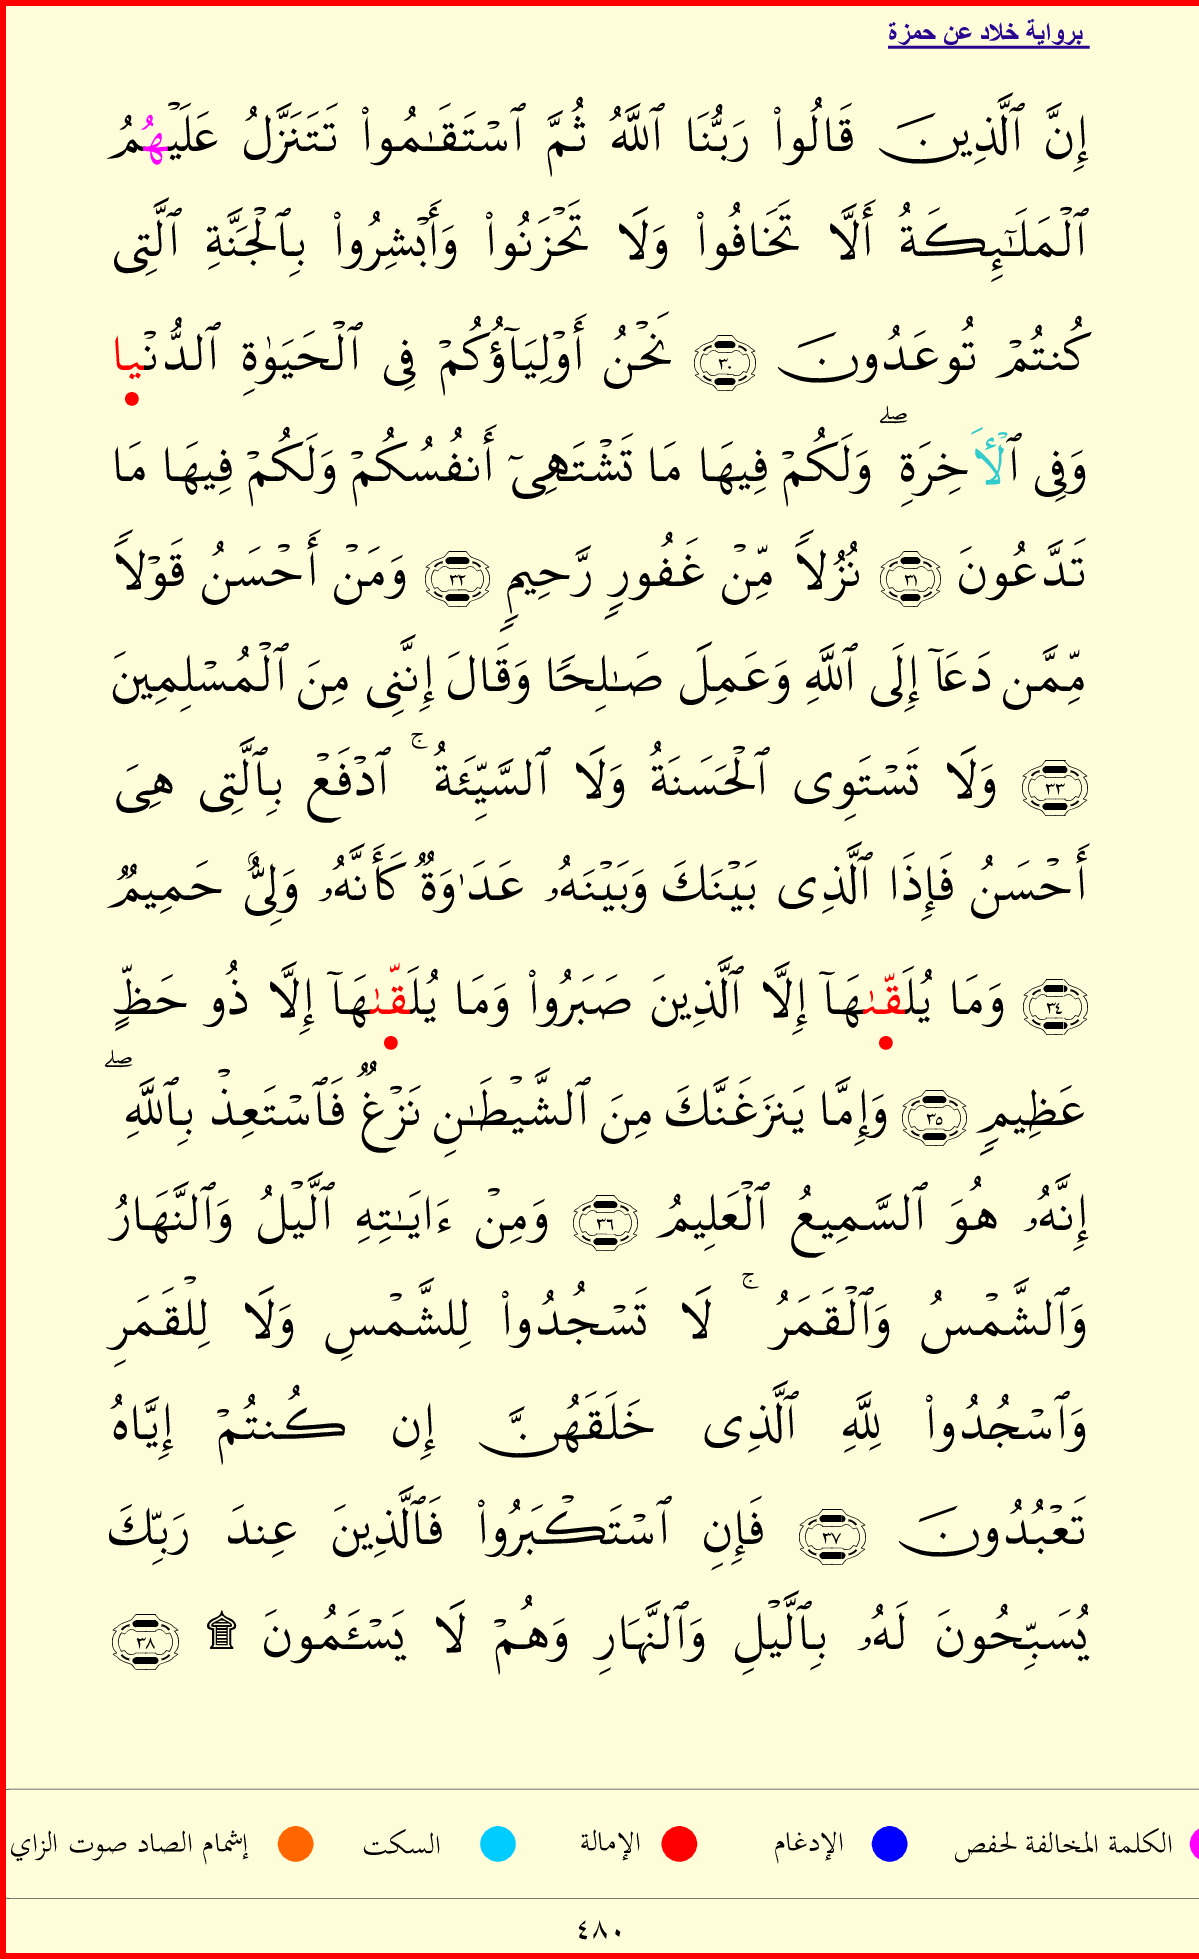 برواية خلاد عن حمزة
إِنَّ ٱلَّذِينَ قَالُوا۟ رَبُّنَا ٱللَّهُ ثُمَّ ٱسْتَقَـٰمُوا۟ تَتَنَزَّلُ عَلَيْهُمُ
ٱلْمَلَـٰٓئِكَةُ أَلَّا تَخَافُوا۟ وَلَا تَحْزَنُوا۟ وَأَبْشِرُوا۟ بِٱلْجَنَّةِ ٱلَّتِى
كُنتُمْ تُوعَدُونَ ٣٠ نَحْنُ أَوْلِيَآؤُكُمْ فِى ٱلْحَيَوٰةِ ٱلدُّنْيا
وَفِى ٱلْأَخِرَةِ ۖ وَلَكُمْ فِيهَا مَا تَشْتَهِىٓ أَنفُسُكُمْ وَلَكُمْ فِيهَا مَا
تَدَّعُونَ ٣١ نُزُلاً مِّنْ غَفُورٍ رَّحِيمٍ ٣٢ وَمَنْ أَحْسَنُ قَوْلاً
مِّمَّن دَعَآ إِلَى ٱللَّهِ وَعَمِلَ صَـٰلِحًا وَقَالَ إِنَّنِى مِنَ ٱلْمُسْلِمِينَ
٣٣ وَلَا تَسْتَوِى ٱلْحَسَنَةُ وَلَا ٱلسَّيِّئَةُ ۚ ٱدْفَعْ بِٱلَّتِى هِىَ
أَحْسَنُ فَإِذَا ٱلَّذِى بَيْنَكَ وَبَيْنَهُۥ عَدَٰوَةٌ كَأَنَّهُۥ وَلِىٌّ حَمِيمٌ
٣٤ وَمَا يُلَقّىٰهَآ إِلَّا ٱلَّذِينَ صَبَرُوا۟ وَمَا يُلَقّىٰهَآ إِلَّا ذُو حَظٍّ
عَظِيمٍ ٣٥ وَإِمَّا يَنزَغَنَّكَ مِنَ ٱلشَّيْطَـٰنِ نَزْغٌ فَٱسْتَعِذْ بِٱللَّهِ ۖ
إِنَّهُۥ هُوَ ٱلسَّمِيعُ ٱلْعَلِيمُ ٣٦ وَمِنْ ءَايَـٰتِهِ ٱلَّيْلُ وَٱلنَّهَارُ
وَٱلشَّمْسُ وَٱلْقَمَرُ ۚ لَا تَسْجُدُوا۟ لِلشَّمْسِ وَلَا لِلْقَمَرِ
وَٱسْجُدُوا۟ لِلَّهِ ٱلَّذِى خَلَقَهُنَّ إِن كُنتُمْ إِيَّاهُ
تَعْبُدُونَ ٣٧ فَإِنِ ٱسْتَكْبَرُوا۟ فَٱلَّذِينَ عِندَ رَبِّكَ
يُسَبِّحُونَ لَهُۥ بِٱلَّيْلِ وَٱلنَّهَارِ وَهُمْ لَا يَسْـَٔمُونَ ۩ ٣٨
الكلمة المخالفة لحفص الإدغام الإمالة السكت إشمام الصاد صوت الزاي
٤٨٠